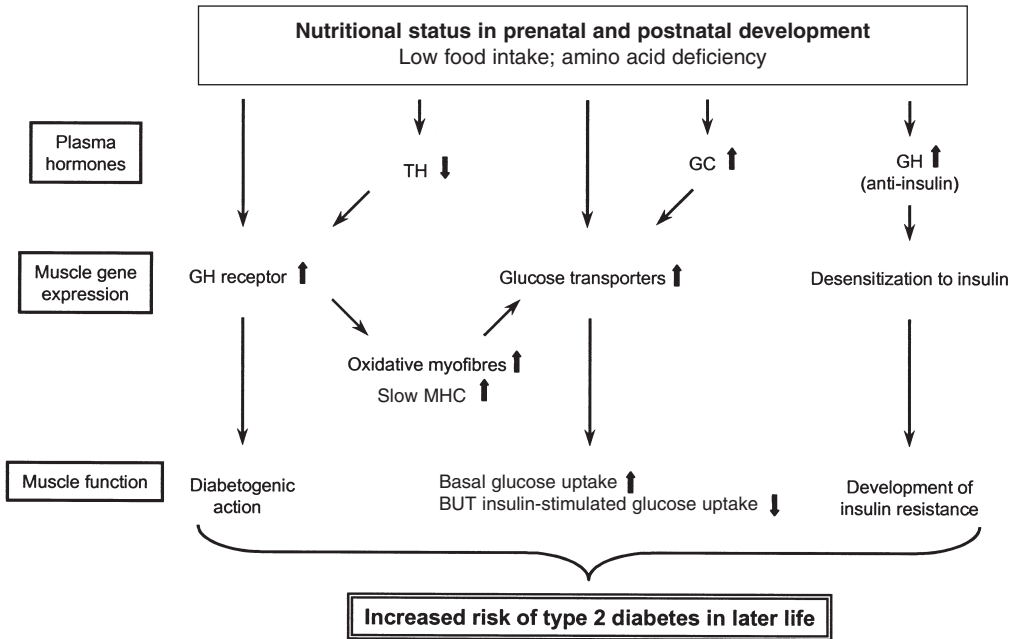 Nutritional status in prenatal and postnatal development
Low food intake; amino acid deficiency
Plasma
hormones
TH
GC
GH
(anti-insulin)
Muscle gene
expression
GH receptor
Glucose transporters
Desensitization to insulin
Oxidative myofibres
Slow MHC
Muscle function
Diabetogenic
action
Basal glucose uptake
BUT insulin-stimulated glucose uptake
Development of
insulin resistance
Increased risk of type 2 diabetes in later life